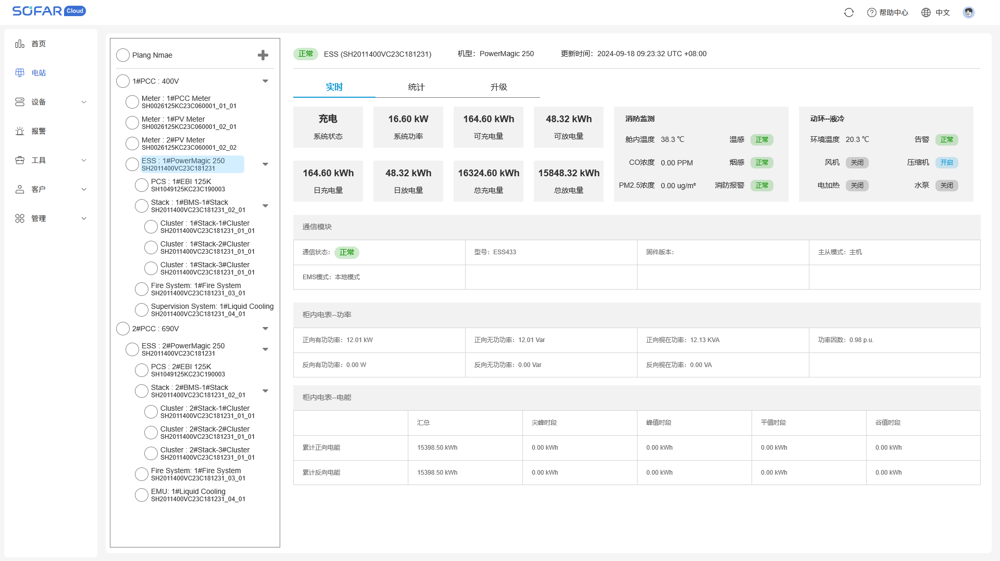 SOFAR Cloud
帮助中心
中文
首页
电站
设备
报警
工具
客户
管理
Plang Nmae
1#PCC : 400V
Meter : 1#PCC Meter
SH0026125KC23C060001_01_01
Meter : 1#PV Meter
SH0026125KC23C060001_02_01
Meter : 2#PV Meter
SH0026125KC23C060001_02_02
ESS : 1#PowerMagic 250
SH2011400VC23C181231
PCS : 1#EBI 125K
SH1049125KC23C190003
Stack : 1#BMS-1#Stack
SH2011400VC23C181231_02_01
Cluster : 1#Stack-1#Cluster
SH2011400VC23C181231_01_01
Cluster : 1#Stack-2#Cluster
SH2011400VC23C181231_01_01
Cluster : 1#Stack-3#Cluster
SH2011400VC23C181231_01_01
Fire System: 1#Fire System
SH2011400VC23C181231_03_01
Supervision System: 1#Liquid Cooling
SH2011400VC23C181231_04_01
2#PCC : 690V
ESS : 2#PowerMagic 250
SH2011400VC23C181231
PCS : 2#EBI 125K
SH1049125KC23C190003
Stack : 2#BMS-1#Stack
SH2011400VC23C181231_02_01
Cluster : 2#Stack-1#Cluster
SH2011400VC23C181231_01_01
Cluster : 2#Stack-2#Cluster
SH2011400VC23C181231_01_01
Cluster : 2#Stack-3#Cluster
SH2011400VC23C181231_01_01
Fire System: 1#Fire System
SH2011400VC23C181231_03_01
EMU: 1#Liquid Cooling
SH2011400VC23C181231_04_01
正常 ESS (SH2011400VC23C181231) 机型：PowerMagic 250 更新时间：2024-09-18 09:23:32 UTC +08:00
实时 统计 升级
充电 16.60 kW 164.60 kWh 48.32 kWh
系统状态 系统功率 可充电量 可放电量
164.60 kWh 48.32 kWh 16324.60 kWh 15848.32 kWh
日充电量 日放电量 总充电量 总放电量
消防监测
舱内温度 38.3 ℃ 温感 正常
CO浓度 0.00 PPM 烟感 正常
PM2.5浓度 0.00 ug/m³ 消防报警 正常
动环--液冷
环境温度 20.3 ℃ 告警 正常
风机 关闭 压缩机 开启
电加热 关闭 水泵 关闭
通信模块
通信状态： 正常 型号：ESS433 固件版本： 主从模式：主机
EMS模式：本地模式
柜内电表--功率
正向有功功率：12.01 kW 正向无功功率：12.01 Var 正向视在功率：12.13 KVA 功率因数：0.98 p.u.
反向有功功率：0.00 W 反向无功功率：0.00 Var 反向视在功率：0.00 VA
柜内电表--电能
汇总 尖峰时段 峰值时段 平值时段 谷值时段
累计正向电能 15398.50 kWh 0.00 kWh 0.00 kWh 0.00 kWh 0.00 kWh
累计反向电能 15398.50 kWh 0.00 kWh 0.00 kWh 0.00 kWh 0.00 kWh